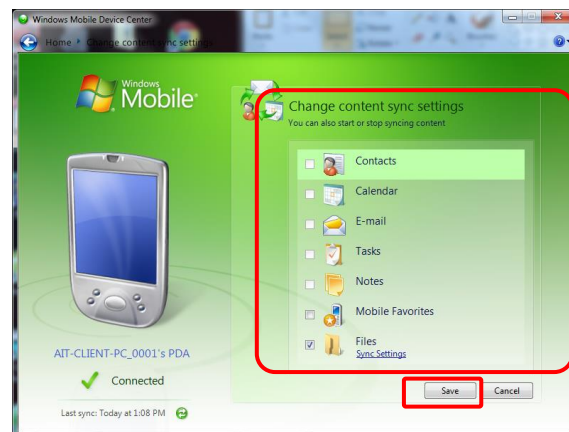 Windows Mobile Device Center
Home
Change content sync settings
Windows
Mobile
Change content sync settings
You can also start or stop syncing content
Contacts
Calendar
E-mail
Tasks
Notes
Mobile Favorites
Files
Sync Settings
AIT-CLIENT-PC_0001's PDA
Connected
Save
Cancel
Last sync: Today at 1:08 PM